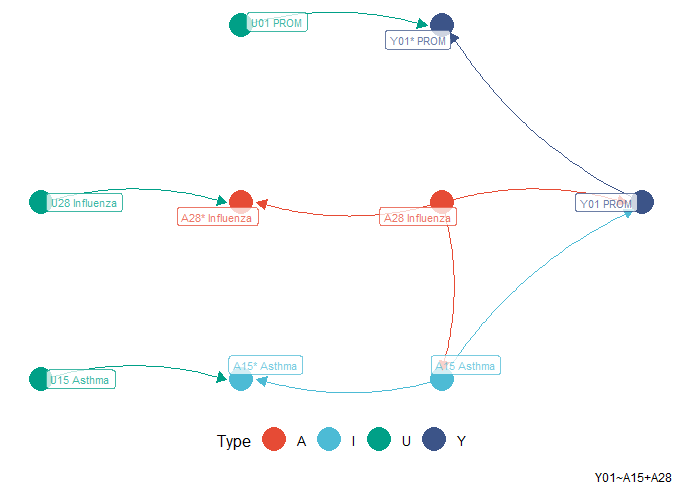 U01 PROM
Y01* PROM
U28 Influenza
A28* Influenza
A28 Influenza
Y01 PROM
A15* Asthma
A15 Asthma
U15 Asthma
Type A I U Y
Y01~A15+A28